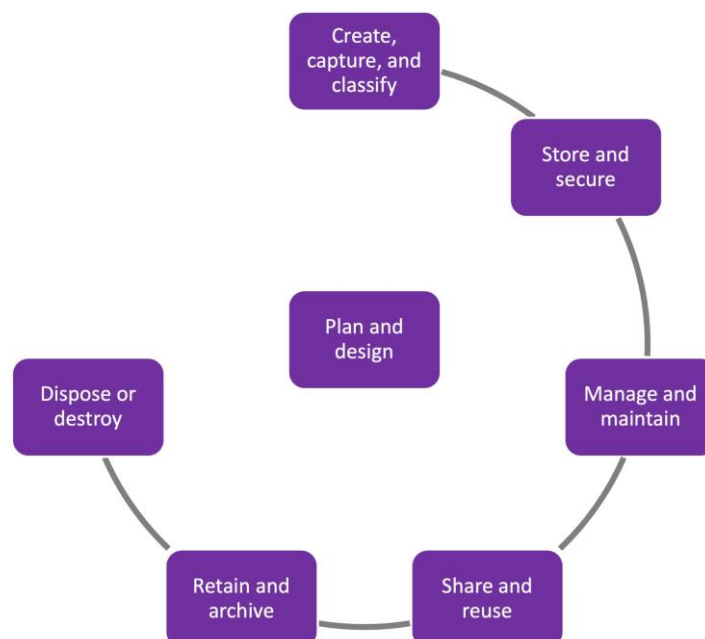 Create,
capture, and
classify
Store and
secure
Plan and
design
Dispose or
destroy
Manage and
maintain
Retain and
archive
Share and
reuse